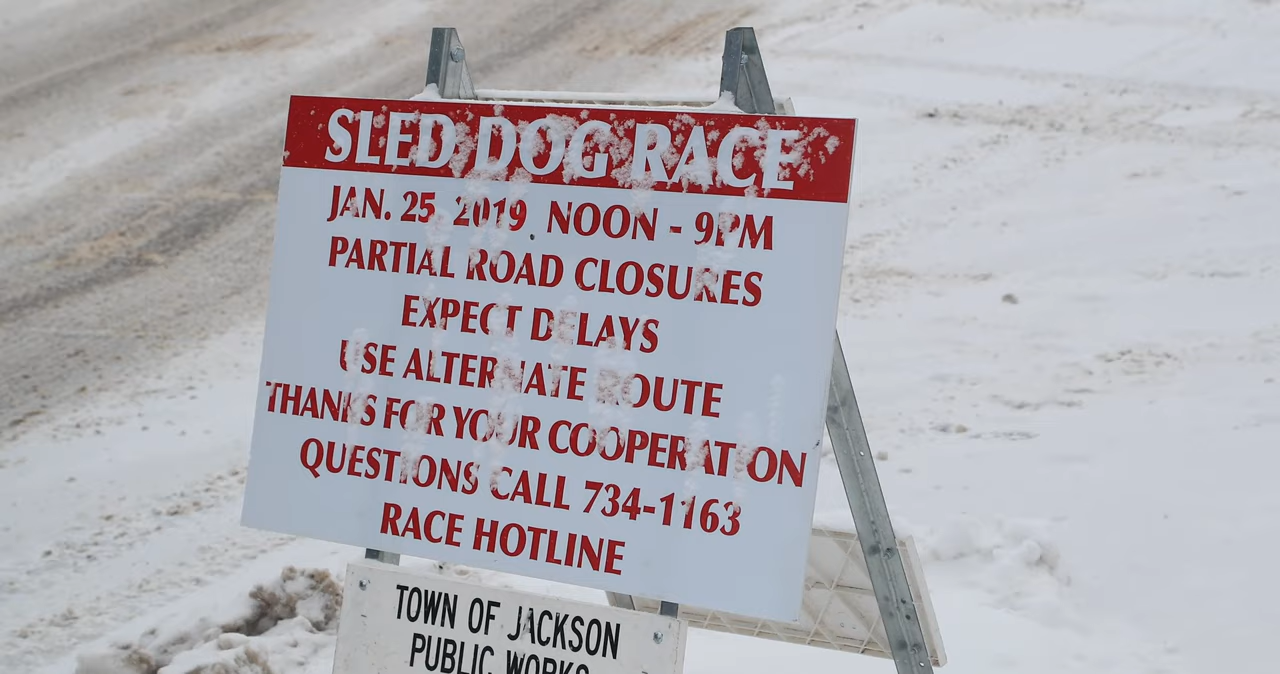 SLED DOG RACE
JAN. 25 2019 NOON - 9PM
PARTIAL ROAD CLOSURES
EXPECT DELAYS
USE ALTERNATE ROUTE
THANKS FOR YOUR COOPERATION
QUESTIONS CALL 734-1163
RACE HOTLINE
TOWN OF JACKSON
PUBLIC WORKS